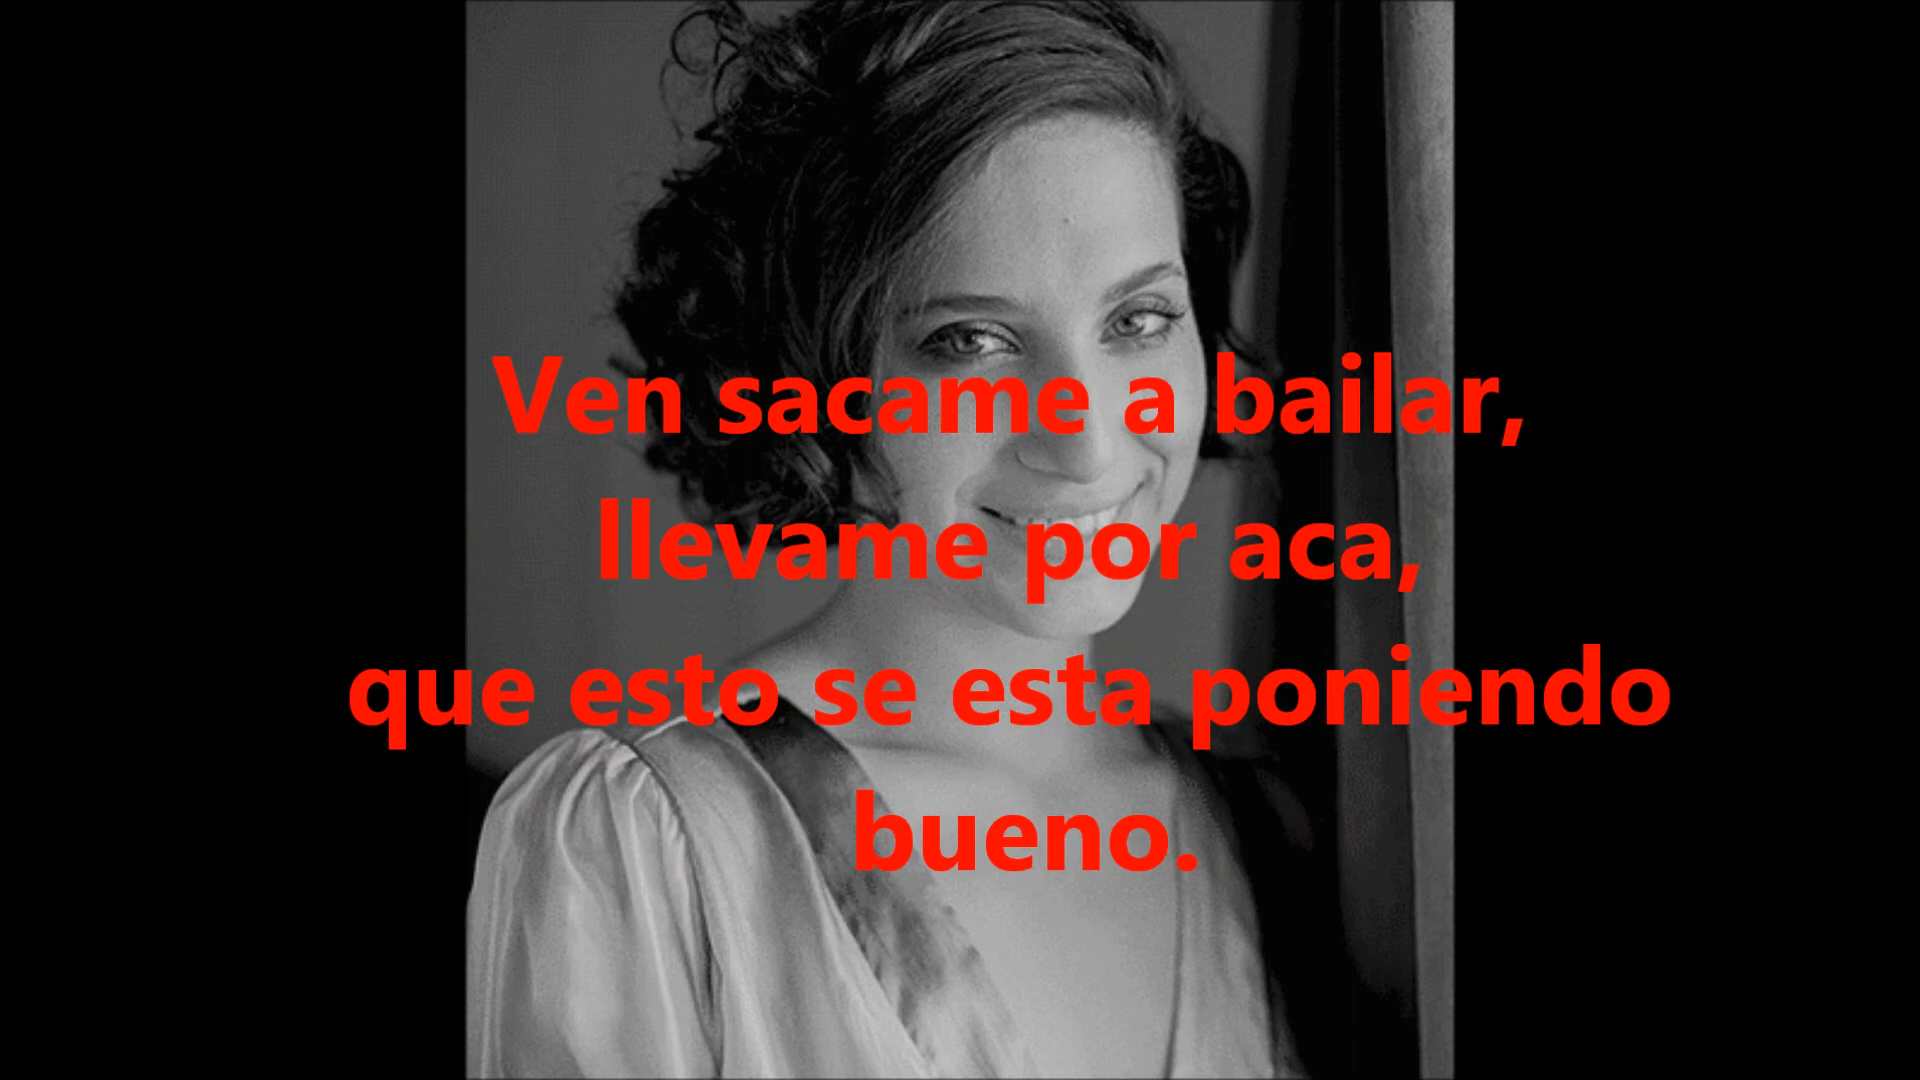 Ven sacame a bailar,
llevame por aca,
que esto se esta poniendo
bueno.